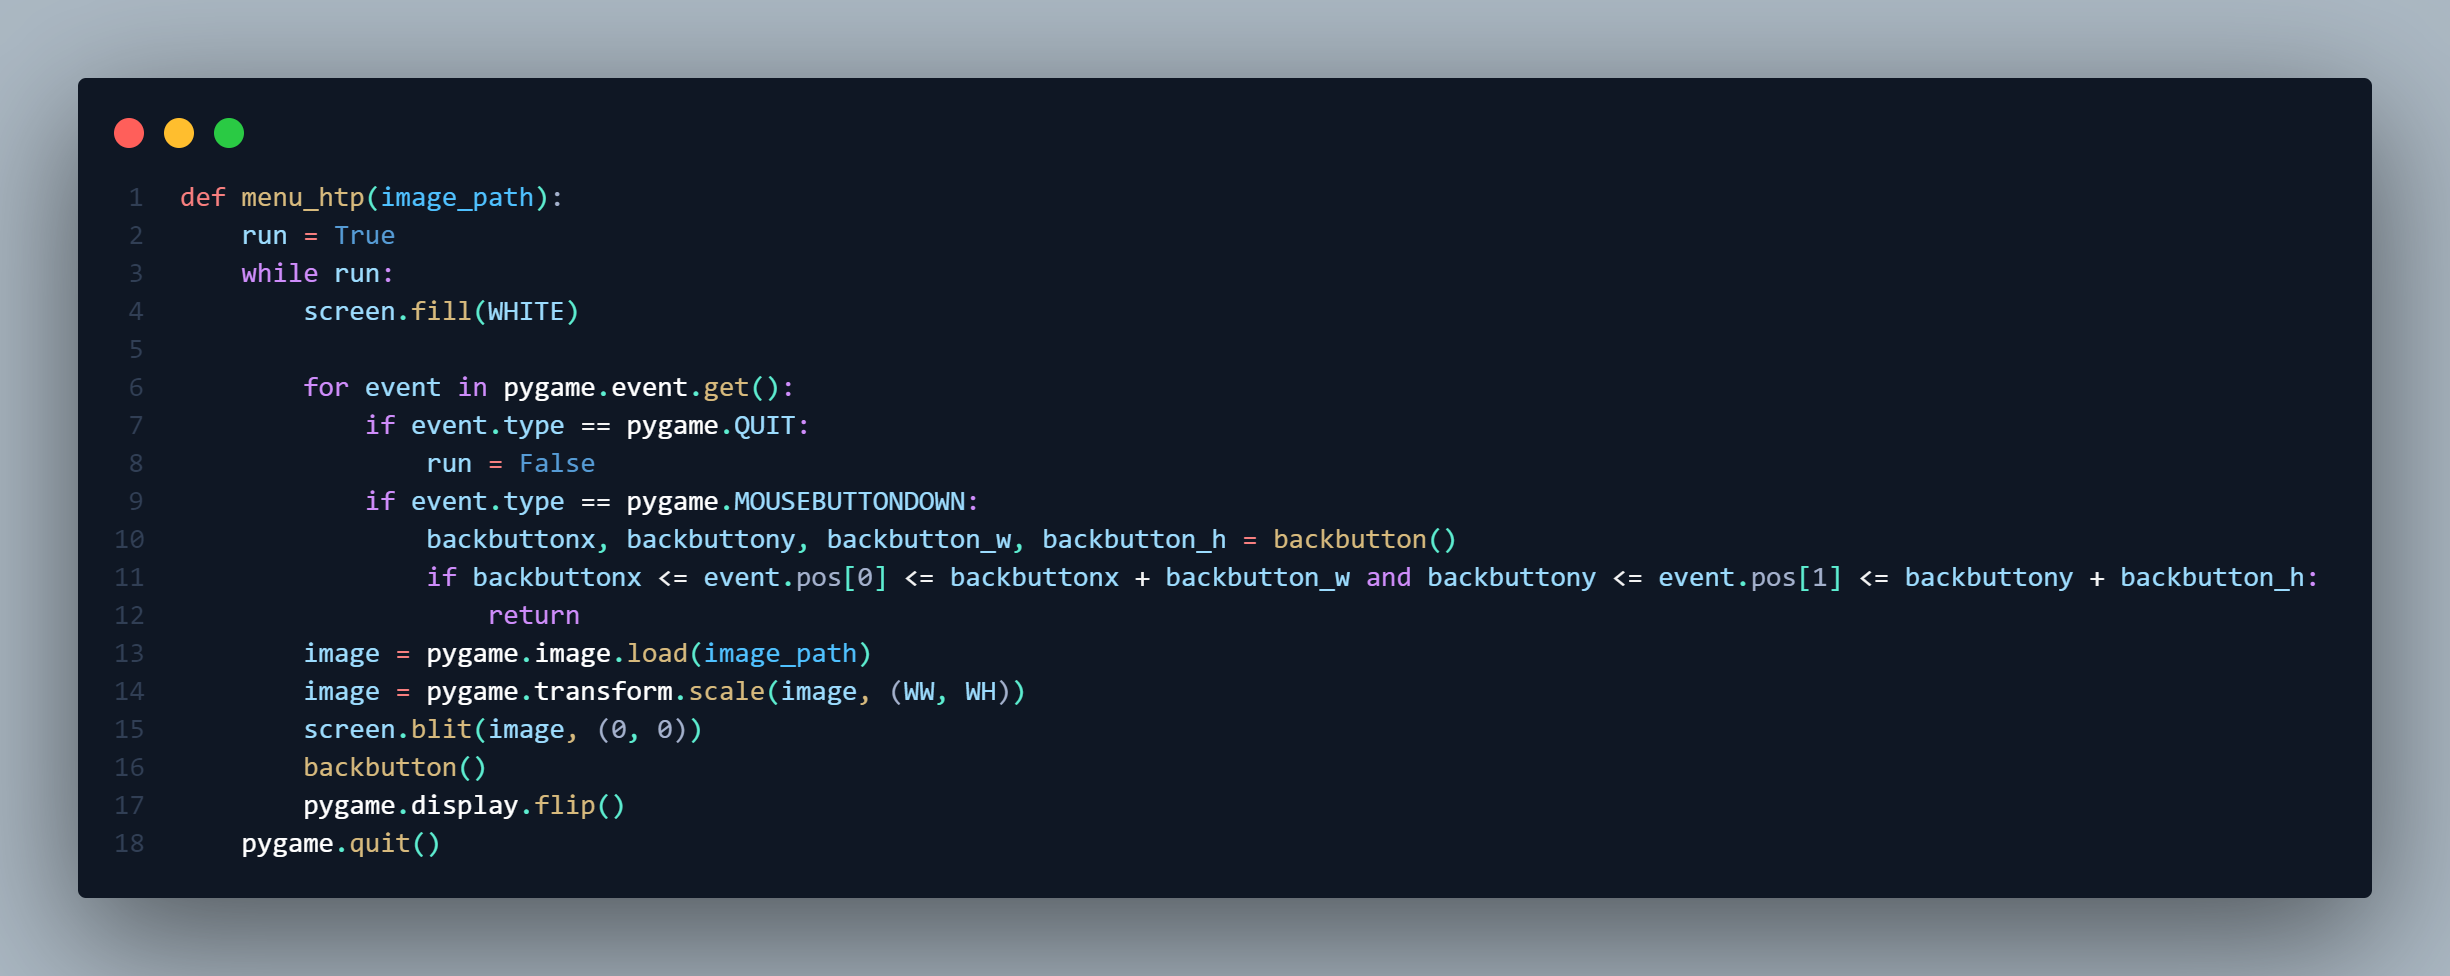 1 def menu_htp(image_path):
2     run = True
3     while run:
4         screen.fill(WHITE)
5
6         for event in pygame.event.get():
7             if event.type == pygame.QUIT:
8                 run = False
9             if event.type == pygame.MOUSEBUTTONDOWN:
10                 backbuttonx, backbuttony, backbutton_w, backbutton_h = backbutton()
11                 if backbuttonx <= event.pos[0] <= backbuttonx + backbutton_w and backbuttony <= event.pos[1] <= backbuttony + backbutton_h:
12                     return
13         image = pygame.image.load(image_path)
14         image = pygame.transform.scale(image, (WW, WH))
15         screen.blit(image, (0, 0))
16         backbutton()
17         pygame.display.flip()
18     pygame.quit()